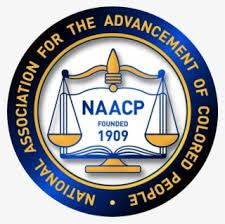 NATIONAL ASSOCIATION FOR THE ADVANCEMENT OF COLORED PEOPLE
NAACP
FOUNDED
1909